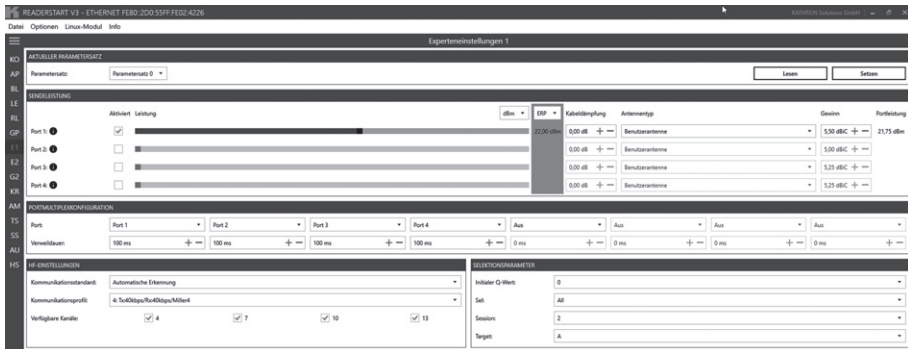 READERSTART V3 - ETHERNET FE80::2D0:55FF:FE02:4226 KATHREIN Solutions GmbH
Datei Optionen Linux-Modul Info
Experteneinstellungen 1
KO
AP
BL
LE
RL
GP
E1
E2
G2
KR
AM
TS
SS
AU
HS
AKTUELLER PARAMETERSATZ
Parametersatz: Parametersatz 0 Lesen Setzen
SENDELEISTUNG
Aktiviert Leistung dBm ERP Kabeldämpfung Antennentyp Gewinn Portleistung
Port 1: 22,00 dBm 0,00 dB + − Benutzerantenne 5,50 dBiC + − 21,75 dBm
Port 2: 0,00 dB + − Benutzerantenne 5,00 dBiC + −
Port 3: 0,00 dB + − Benutzerantenne 5,25 dBiC + −
Port 4: 0,00 dB + − Benutzerantenne 5,25 dBiC + −
PORTMULTIPLEXKONFIGURATION
Port: Port 1 Port 2 Port 3 Port 4 Aus Aus Aus Aus
Verweildauer: 100 ms + − 100 ms + − 100 ms + − 100 ms + − 0 ms + − 0 ms + − 0 ms + − 0 ms + −
HF-EINSTELLUNGEN
Kommunikationsstandard: Automatische Erkennung
Kommunikationsprofil: 4: Tx40kbps/Rx40kbps/Miller4
Verfügbare Kanäle: 4 7 10 13
SELEKTIONSPARAMETER
Initialer Q-Wert: 0
Sel: All
Session: 2
Target: A